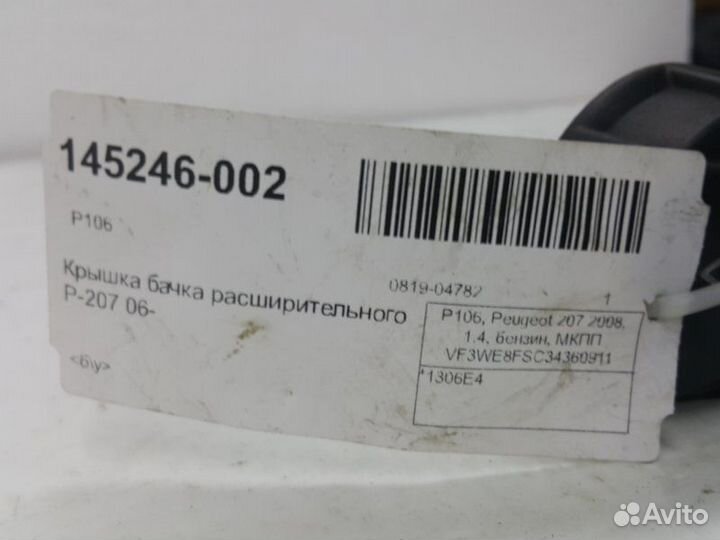 145246-002
P106
0819-04782 1
Крышка бачка расширительного
P-207 06-
<б\у>
P106, Peugeot 207 2008,
1.4, бензин, МКПП
VF3WE8FSC34360911
*1306E4
Avito